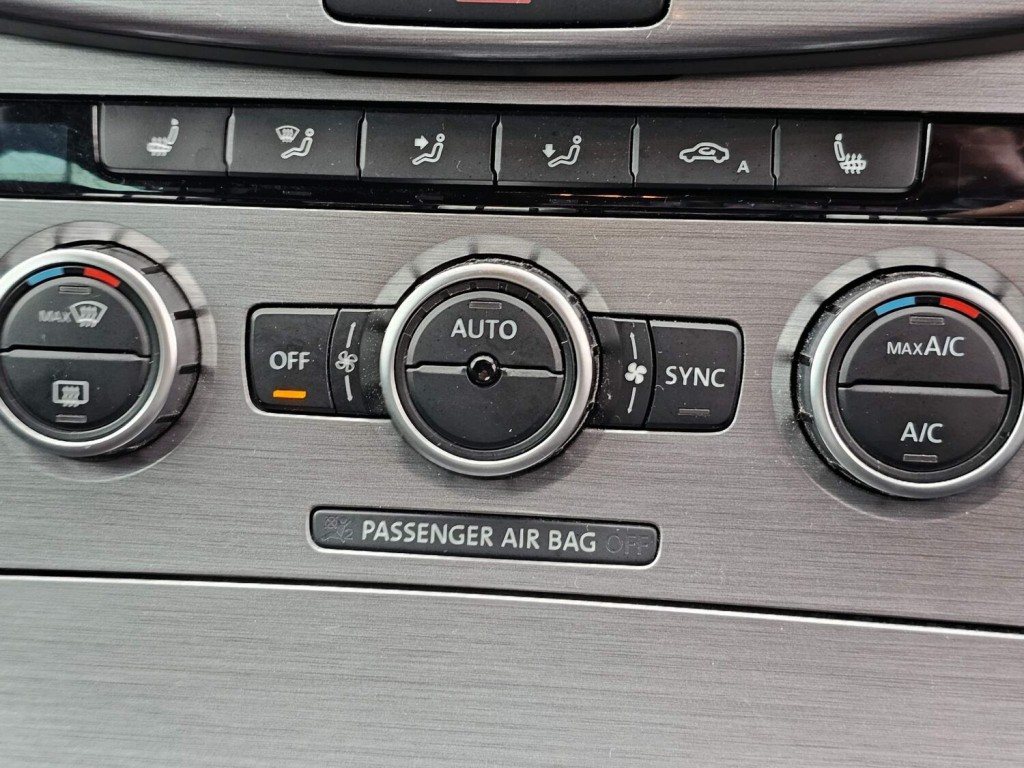 A
MAX
AUTO
OFF
SYNC
MAX A/C
A/C
PASSENGER AIR BAG OFF